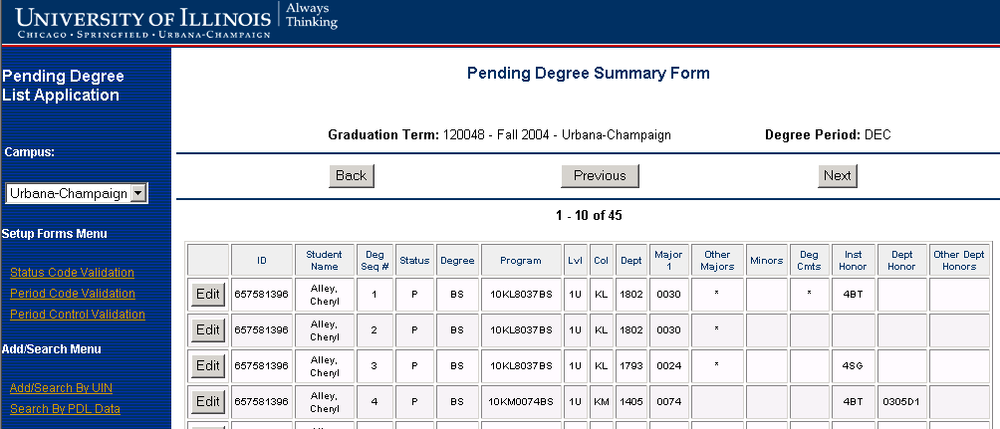 UNIVERSITY OF ILLINOIS
Always
Thinking
CHICAGO • SPRINGFIELD • URBANA-CHAMPAIGN
Pending Degree
List Application
Campus:
Urbana-Champaign
Setup Forms Menu
Status Code Validation
Period Code Validation
Period Control Validation
Add/Search Menu
Add/Search By UIN
Search By PDL Data
Pending Degree Summary Form
Graduation Term: 120048 - Fall 2004 - Urbana-Champaign Degree Period: DEC
Back Previous Next
1 - 10 of 45
ID Student Name Deg Seq # Status Degree Program Lvl Col Dept Major 1 Other Majors Minors Deg Cmts Inst Honor Dept Honor Other Dept Honors
Edit 657581396 Alley, Cheryl 1 P BS 10KL8037BS 1U KL 1802 0030 * * 4BT
Edit 657581396 Alley, Cheryl 2 P BS 10KL8037BS 1U KL 1802 0030 *
Edit 657581396 Alley, Cheryl 3 P BS 10KL8037BS 1U KL 1793 0024 * 4SG
Edit 657581396 Alley, Cheryl 4 P BS 10KM0074BS 1U KM 1405 0074 4BT 0305D1